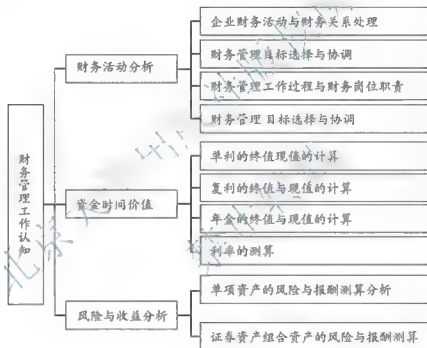 财务管理工作认知
财务活动分析
企业财务活动与财务关系处理
财务管理目标选择与协调
财务管理工作过程与财务岗位职责
财务管理目标选择与协调
资金时间价值
单利的终值现值的计算
复利的终值与现值的计算
年金的终值与现值的计算
利率的测算
风险与收益分析
单项资产的风险与报酬测算分析
证券资产组合资产的风险与报酬测算